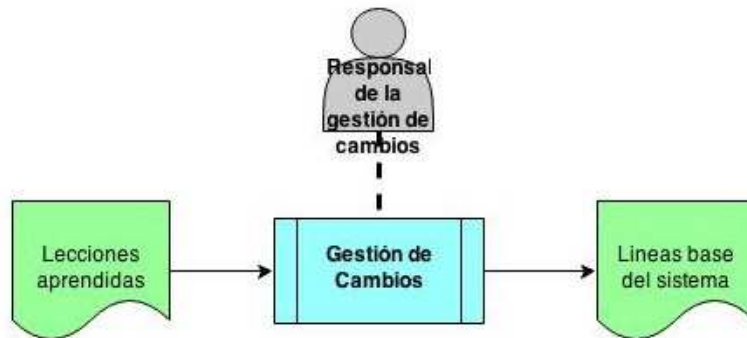 Responsal
de la
gestión de
cambios
Lecciones
aprendidas
Gestión de
Cambios
Lineas base
del sistema